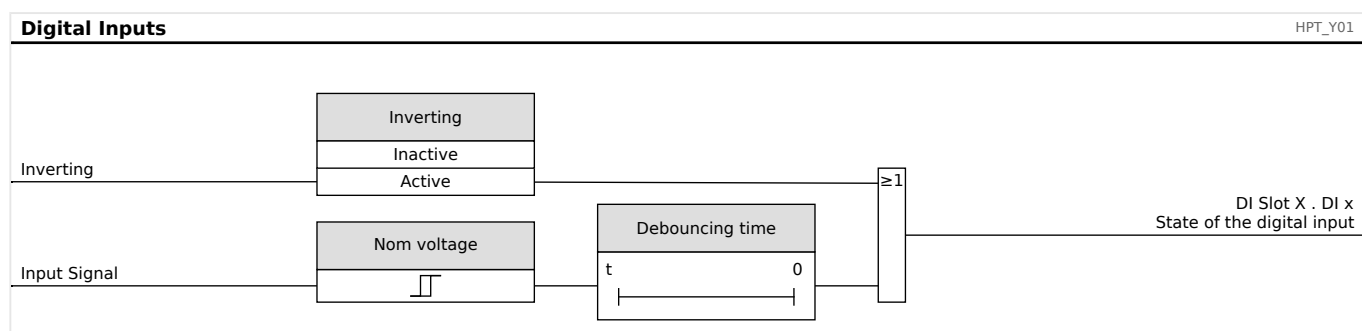 Digital Inputs
HPT_Y01
Inverting
Inactive
Inverting
Active
≥1
DI Slot X . DI x
State of the digital input
Debouncing time
Nom voltage
t 0
Input Signal